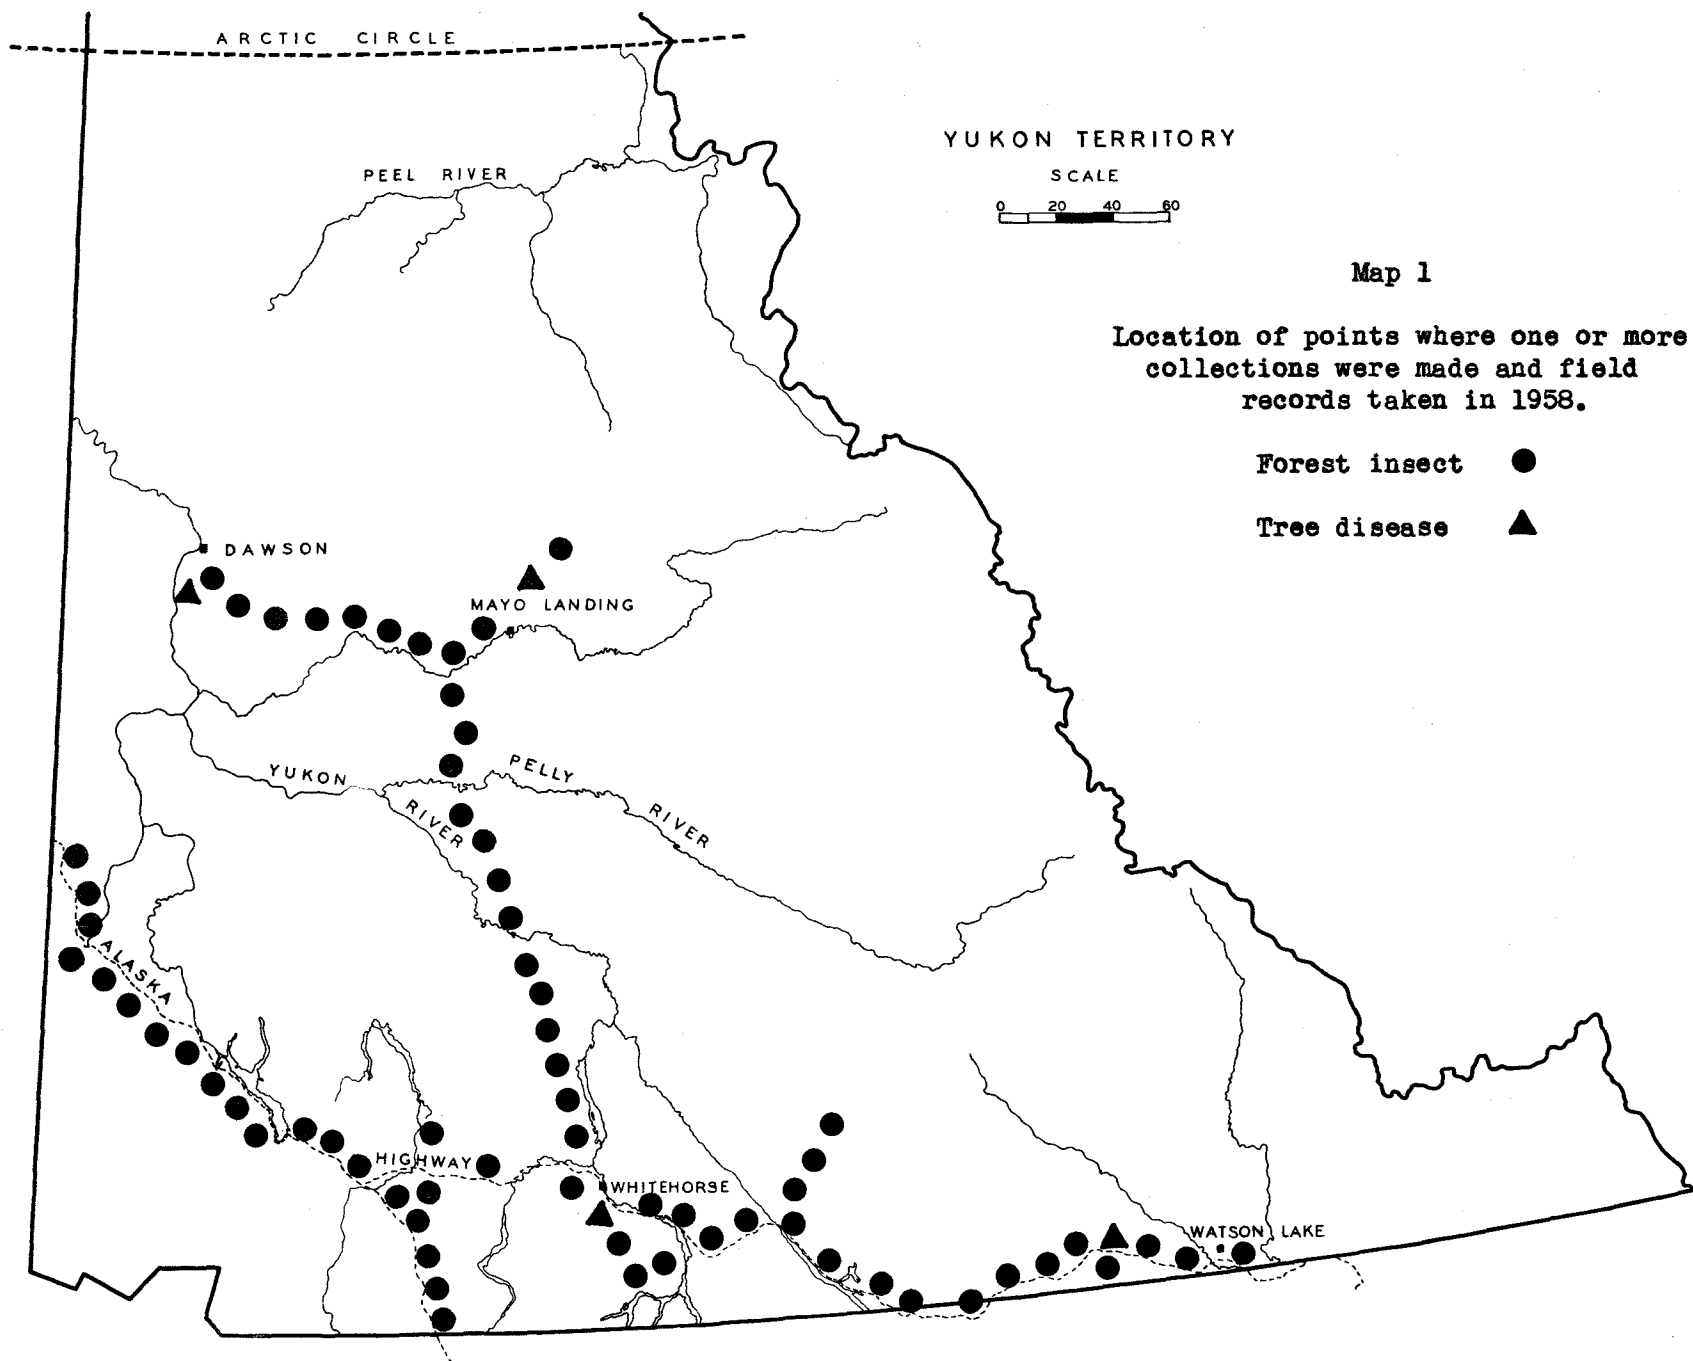 ARCTIC CIRCLE
YUKON TERRITORY
SCALE
0 20 40 60
PEEL RIVER
Map 1
Location of points where one or more
collections were made and field
records taken in 1958.
Forest insect
Tree disease
DAWSON
MAYO LANDING
YUKON
RIVER
PELLY
RIVER
ALASKA
HIGHWAY
WHITEHORSE
WATSON LAKE